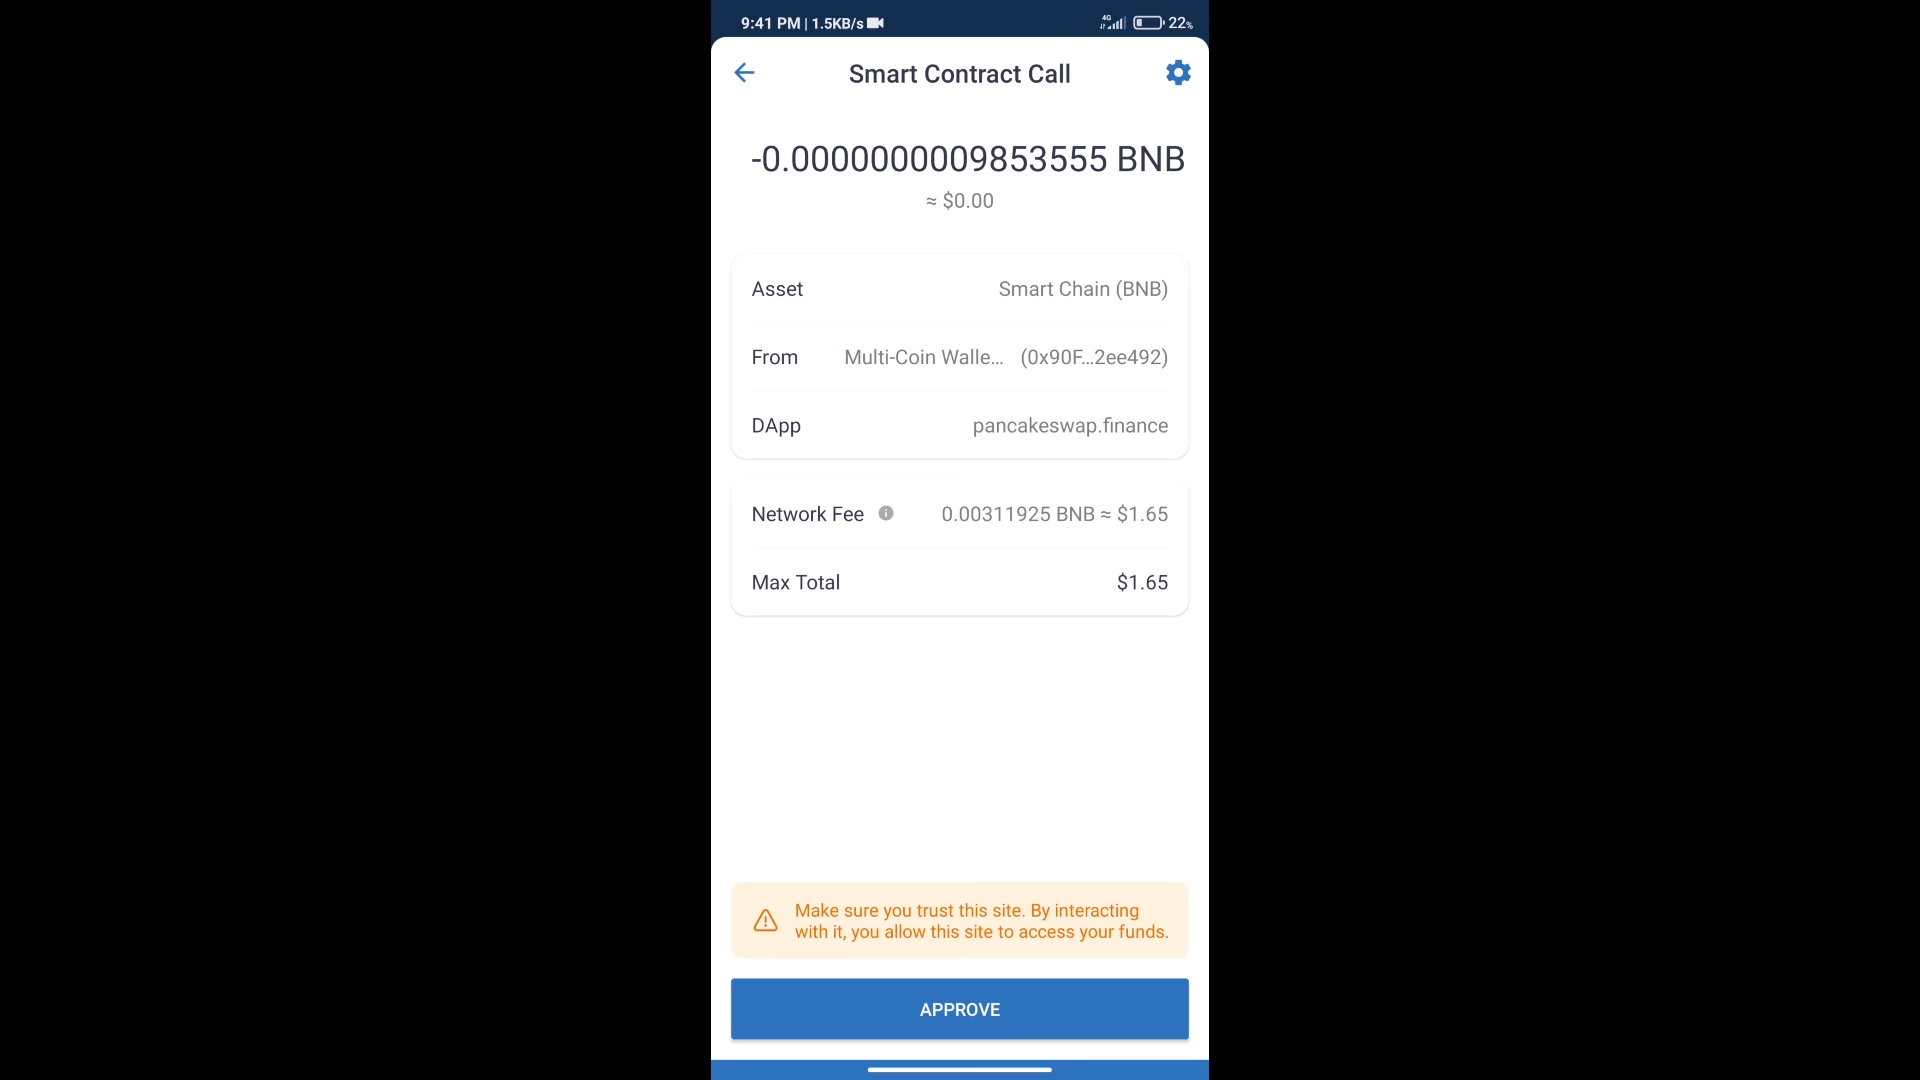 9:41 PM | 1.5KB/s 4G 22%
Smart Contract Call
-0.0000000009853555 BNB
≈ $0.00
Asset Smart Chain (BNB)
From Multi-Coin Walle... (0x90F...2ee492)
DApp pancakeswap.finance
Network Fee 0.00311925 BNB ≈ $1.65
Max Total $1.65
Make sure you trust this site. By interacting
with it, you allow this site to access your funds.
APPROVE